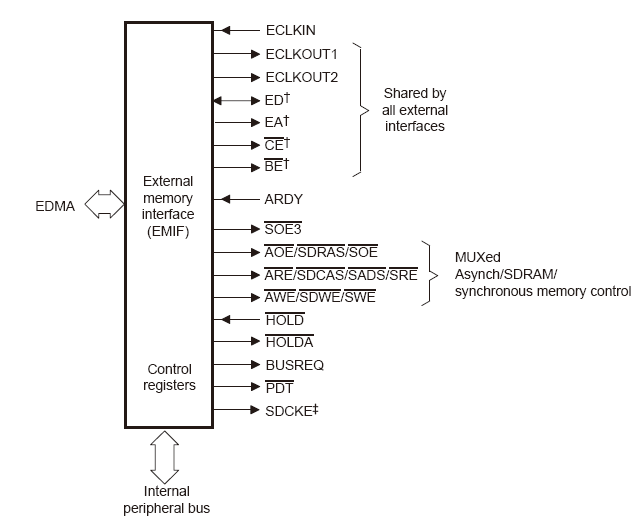 ECLKIN
ECLKOUT1
ECLKOUT2
ED†
EA†
CE†
BE†
Shared by
all external
interfaces
External
memory
interface
(EMIF)
EDMA
ARDY
SOE3
AOE/SDRAS/SOE
ARE/SDCAS/SADS/SRE
AWE/SDWE/SWE
MUXed
Asynch/SDRAM/
synchronous memory control
HOLD
HOLDA
BUSREQ
PDT
SDCKE‡
Control
registers
Internal
peripheral bus